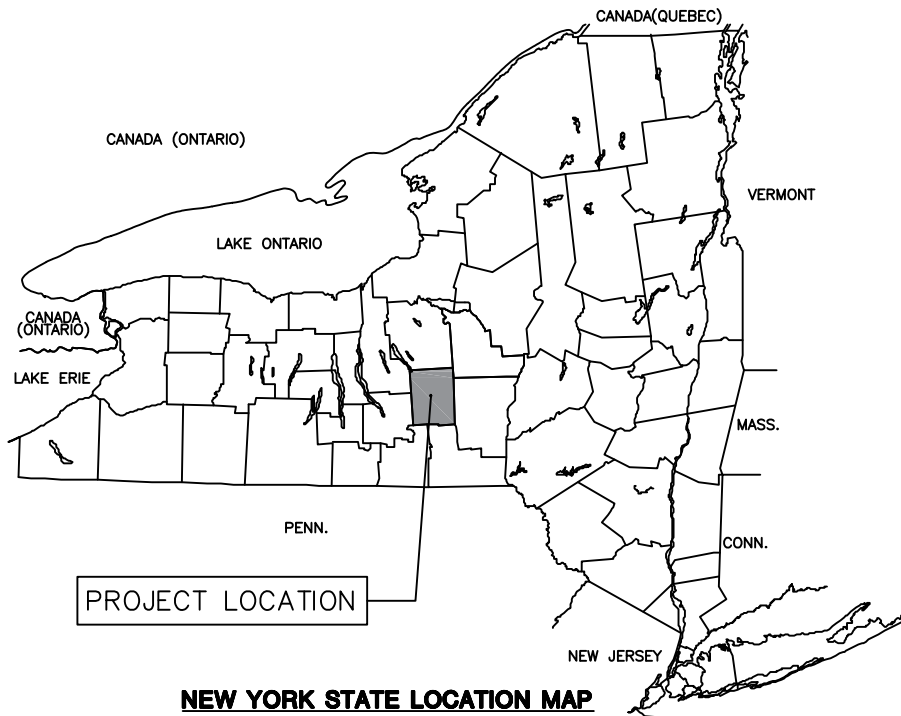 CANADA(QUEBEC)
CANADA (ONTARIO)
VERMONT
LAKE ONTARIO
CANADA
(ONTARIO)
LAKE ERIE
MASS.
PENN.
CONN.
PROJECT LOCATION
NEW JERSEY
NEW YORK STATE LOCATION MAP